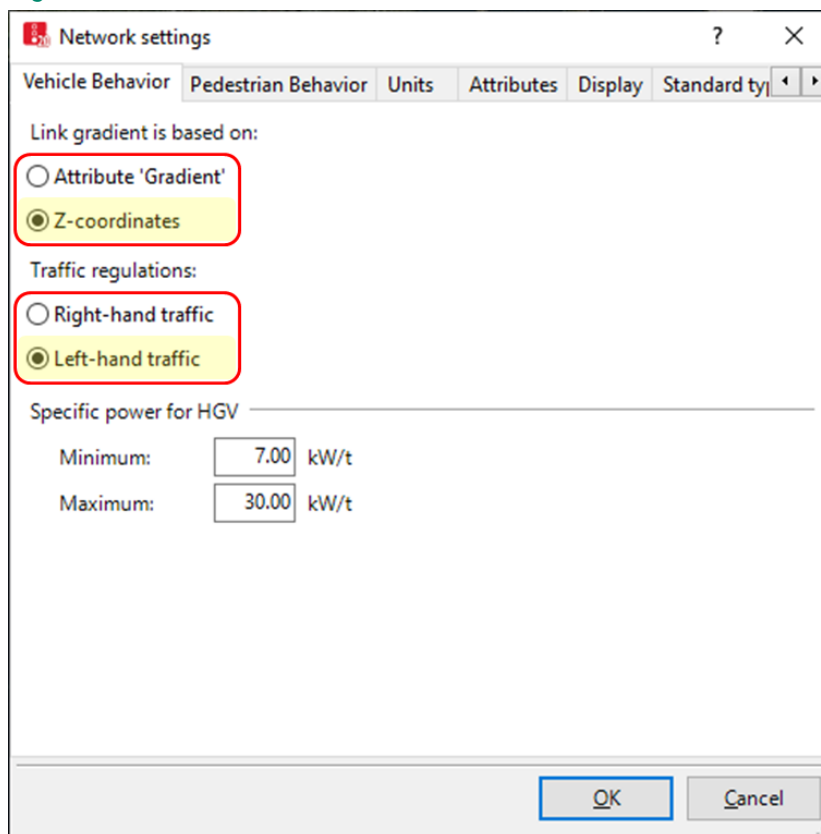 Network settings
Vehicle Behavior Pedestrian Behavior Units Attributes Display Standard
Link gradient is based on:
Attribute 'Gradient'
Z-coordinates
Traffic regulations:
Right-hand traffic
Left-hand traffic
Specific power for HGV
Minimum: 7.00 kW/t
Maximum: 30.00 kW/t
OK Cancel